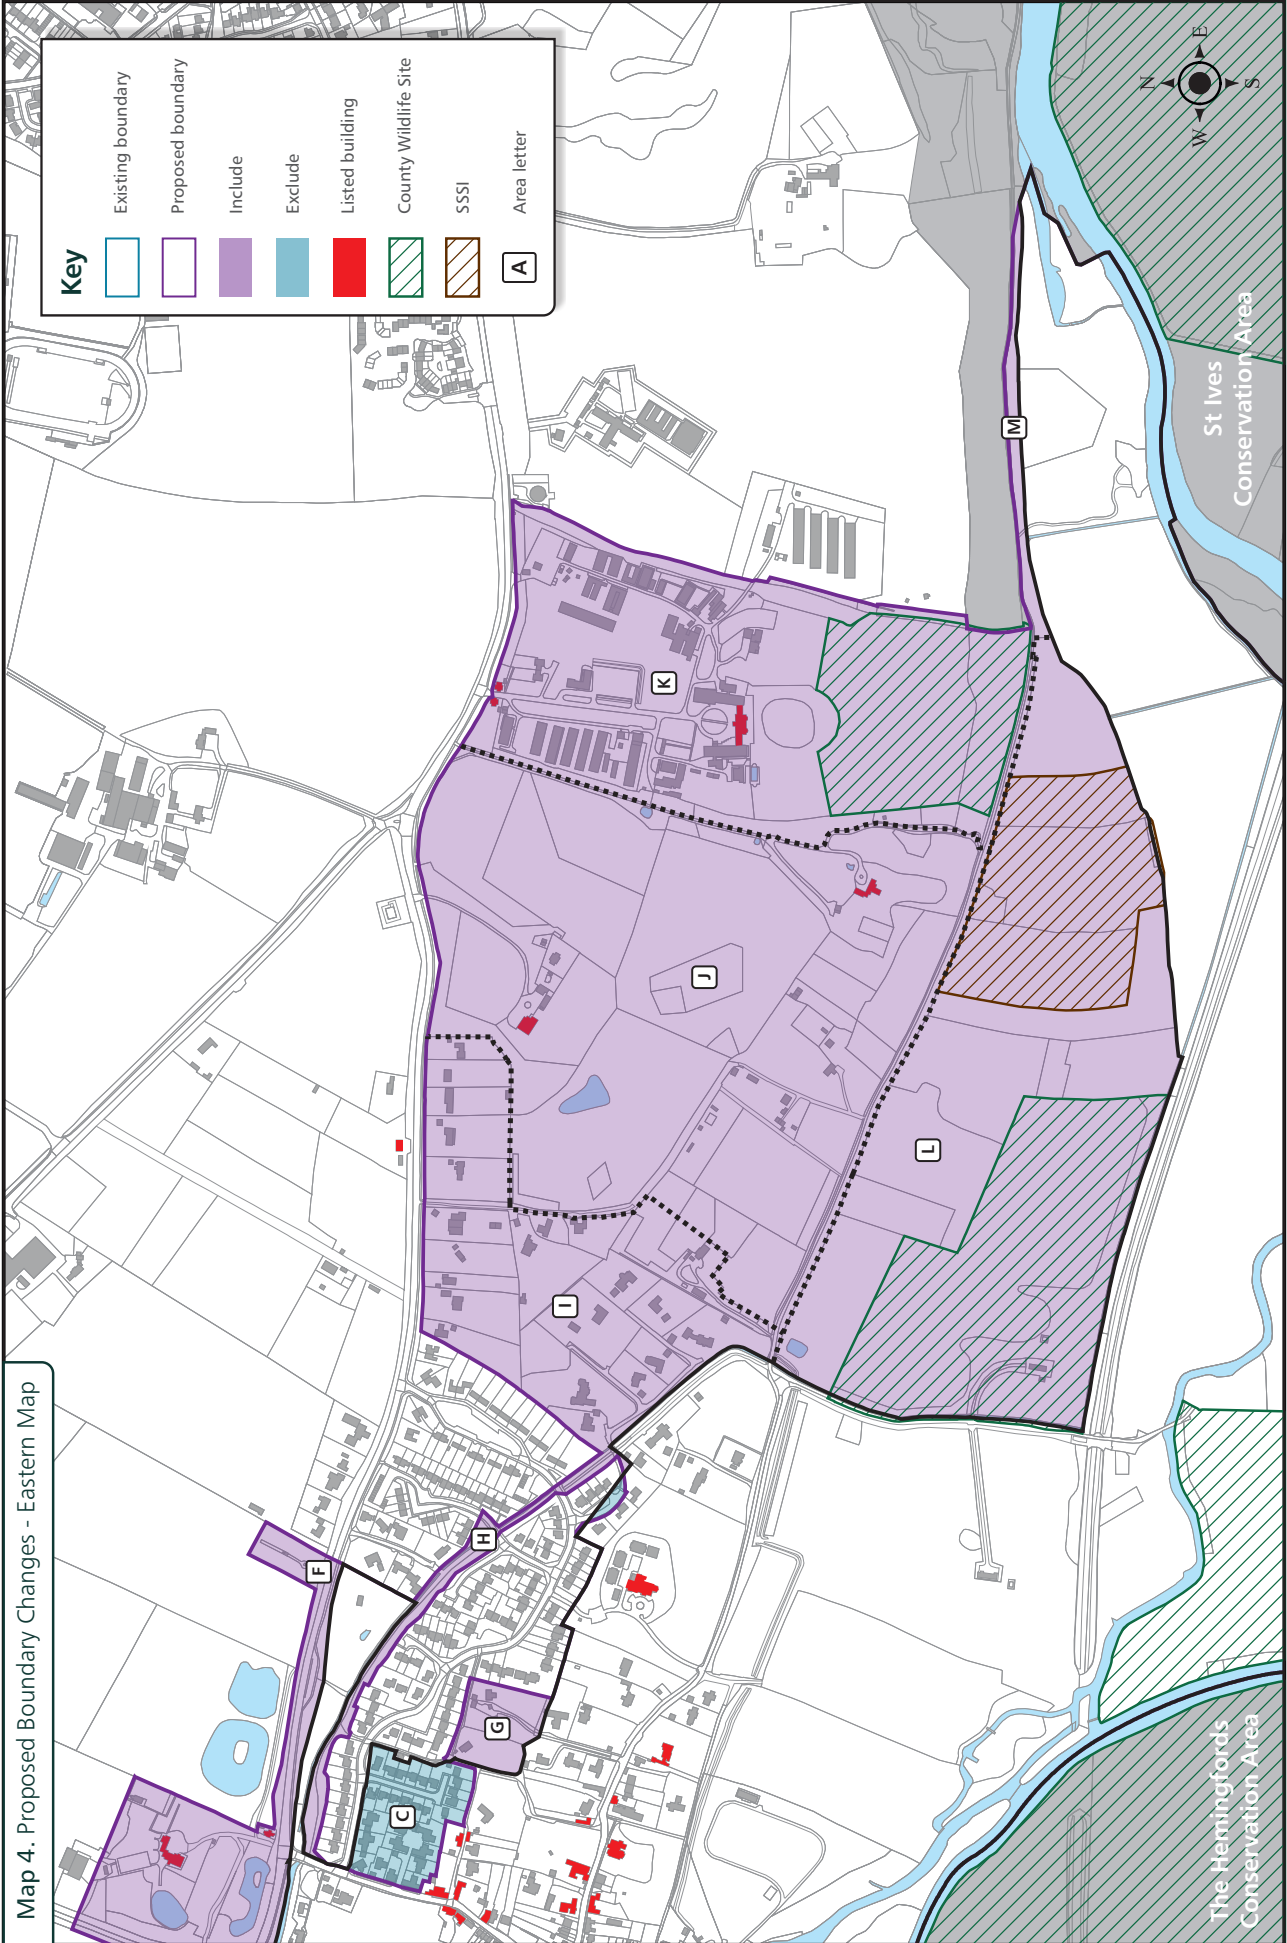 Map 4. Proposed Boundary Changes - Eastern Map
Key
Existing boundary
Proposed boundary
Include
Exclude
Listed building
County Wildlife Site
SSSI
A
Area letter
N
E
S
W
F
H
G
C
I
J
K
L
M
St Ives
Conservation Area
The Hemingfords
Conservation Area